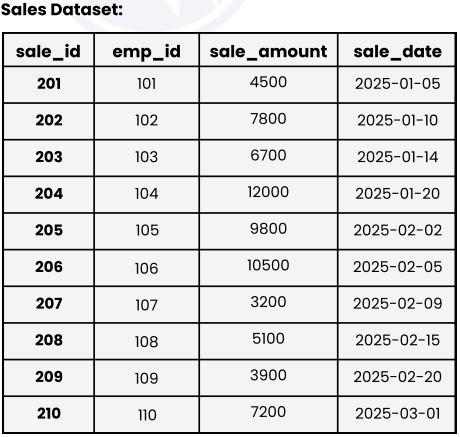 Sales Dataset:
sale_id emp_id sale_amount sale_date
201 101 4500 2025-01-05
202 102 7800 2025-01-10
203 103 6700 2025-01-14
204 104 12000 2025-01-20
205 105 9800 2025-02-02
206 106 10500 2025-02-05
207 107 3200 2025-02-09
208 108 5100 2025-02-15
209 109 3900 2025-02-20
210 110 7200 2025-03-01